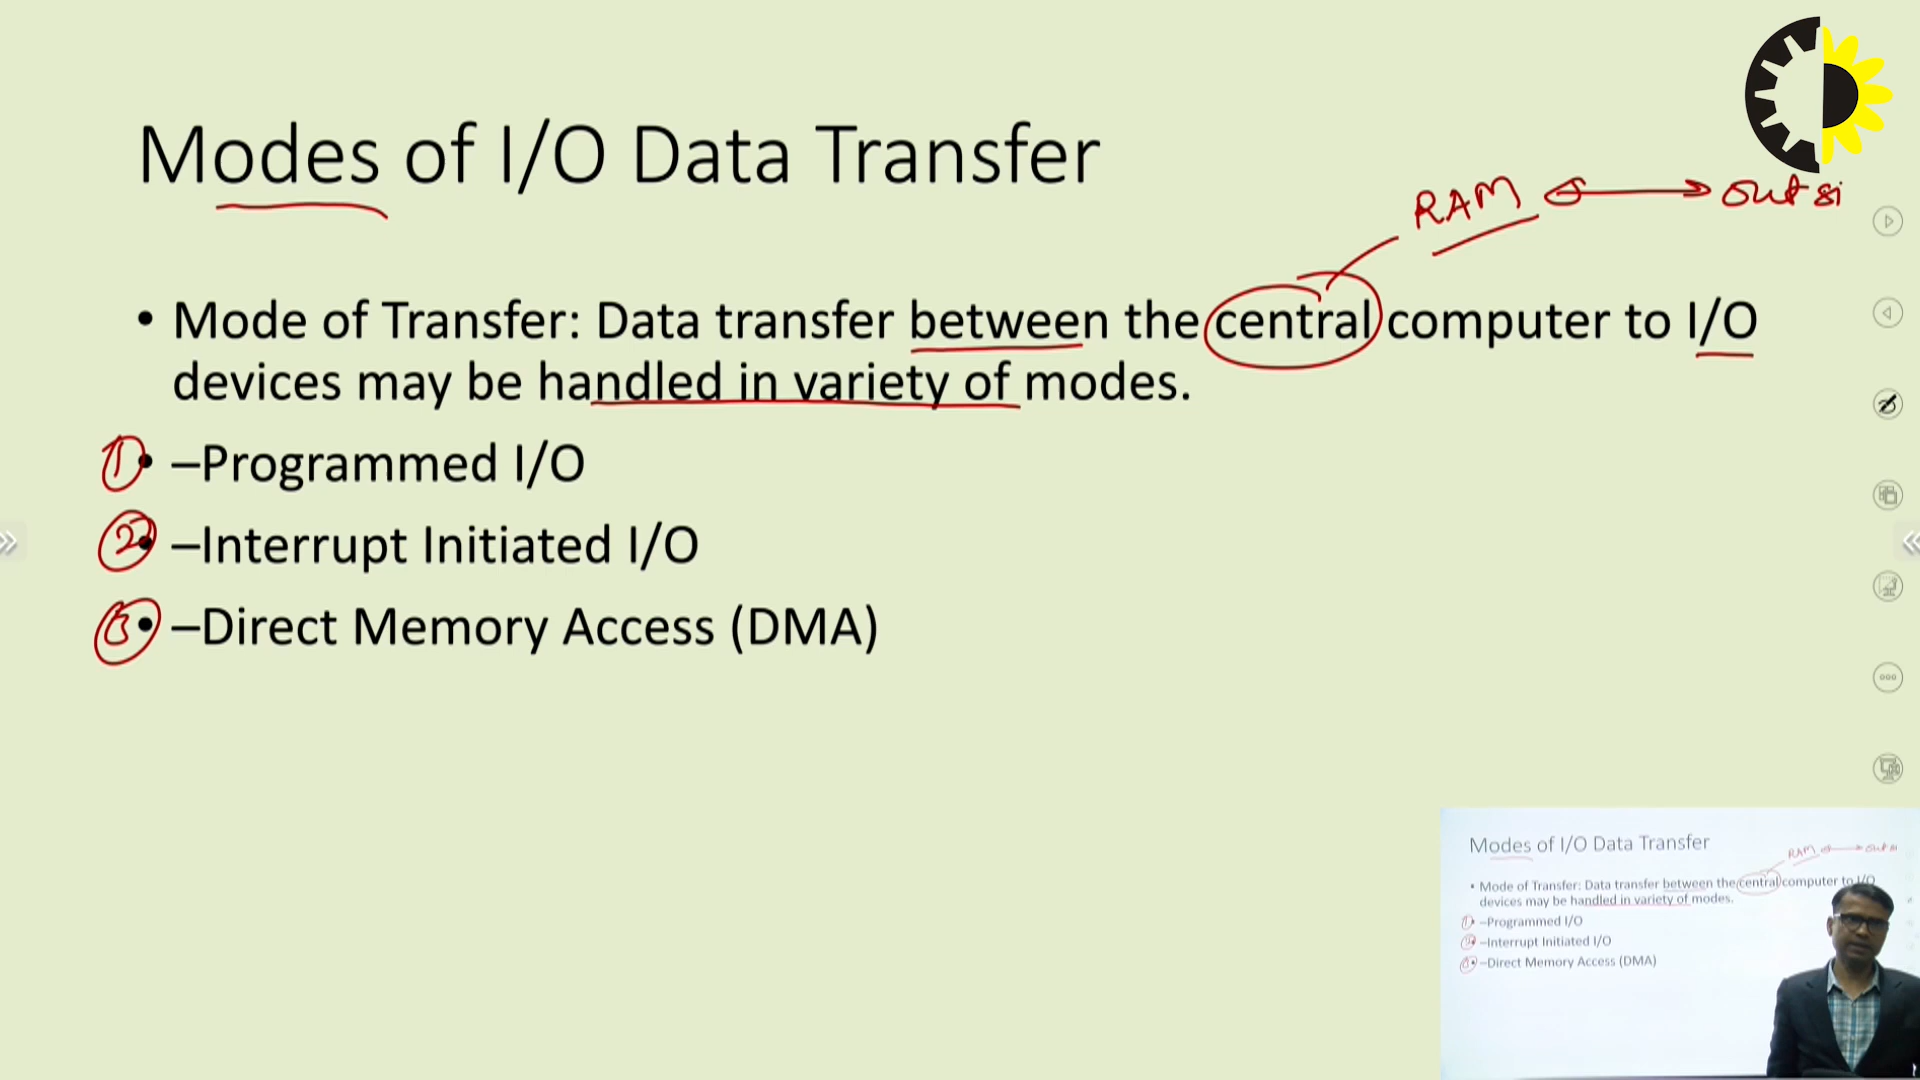 Modes of I/O Data Transfer
RAM ↔ outsi
• Mode of Transfer: Data transfer between the central computer to I/O
devices may be handled in variety of modes.
① • –Programmed I/O
② • –Interrupt Initiated I/O
③ • –Direct Memory Access (DMA)
Modes of I/O Data Transfer
RAM ↔ outsi
• Mode of Transfer: Data transfer between the central computer to I/O
devices may be handled in variety of modes.
① • –Programmed I/O
② • –Interrupt Initiated I/O
③ • –Direct Memory Access (DMA)